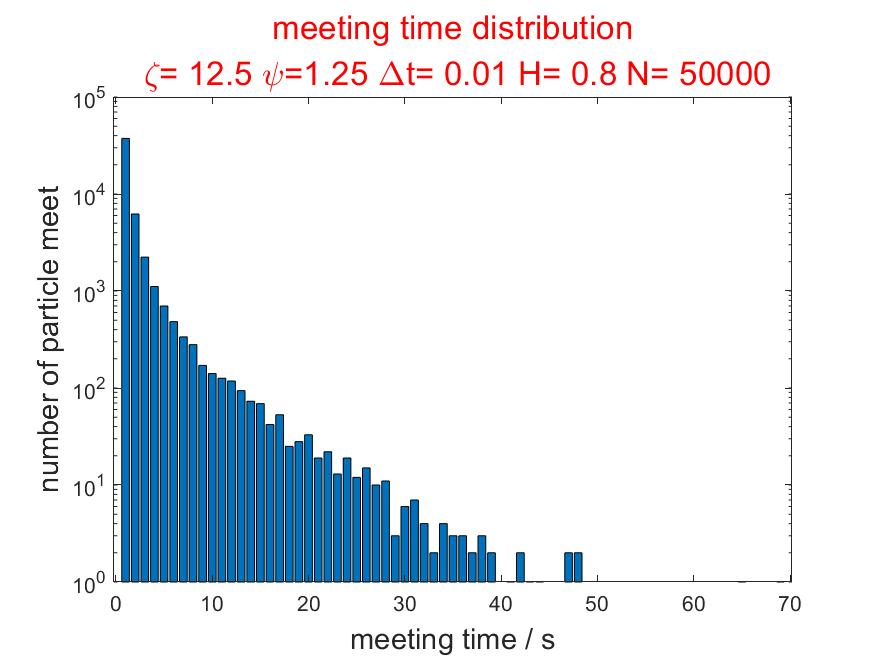 meeting time distribution
ζ= 12.5 ψ=1.25 Δt= 0.01 H= 0.8 N= 50000
number of particle meet
10^5
10^4
10^3
10^2
10^1
10^0
0 10 20 30 40 50 60 70
meeting time / s